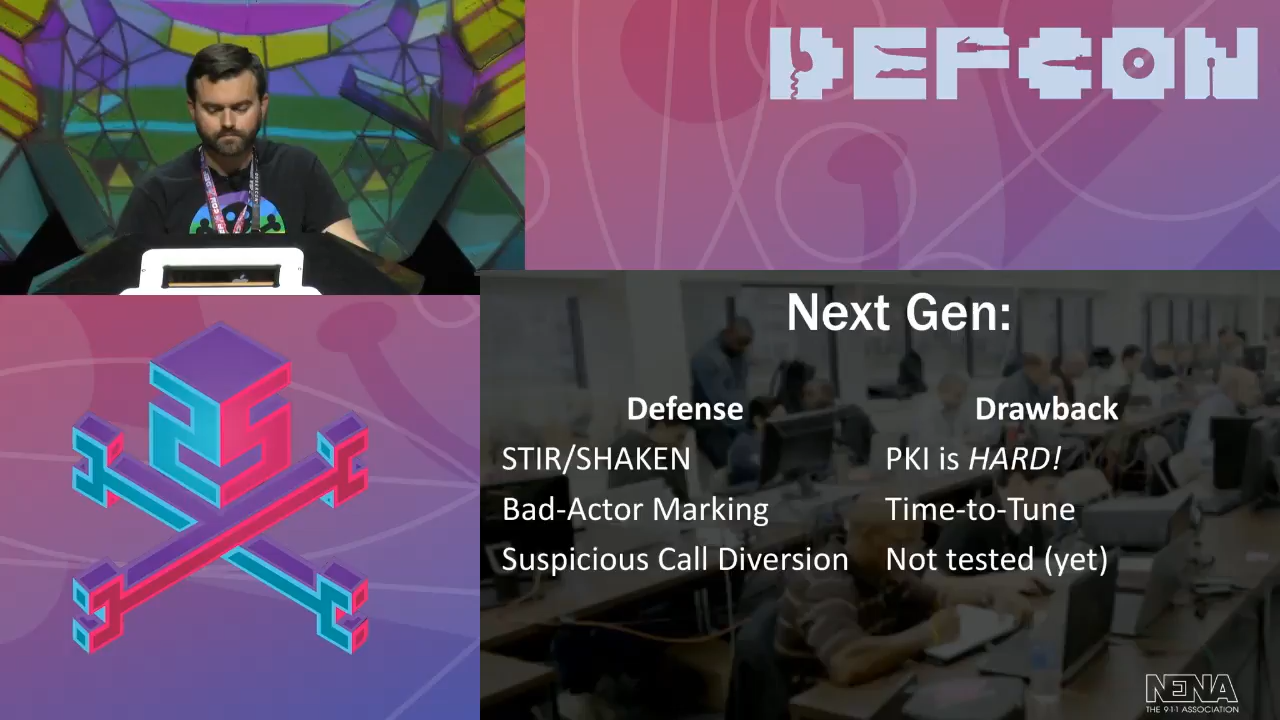 DEFCON
Next Gen:
Defense
Drawback
STIR/SHAKEN
PKI is HARD!
Bad-Actor Marking
Time-to-Tune
Suspicious Call Diversion
Not tested (yet)
NENA
THE 9-1-1 ASSOCIATION